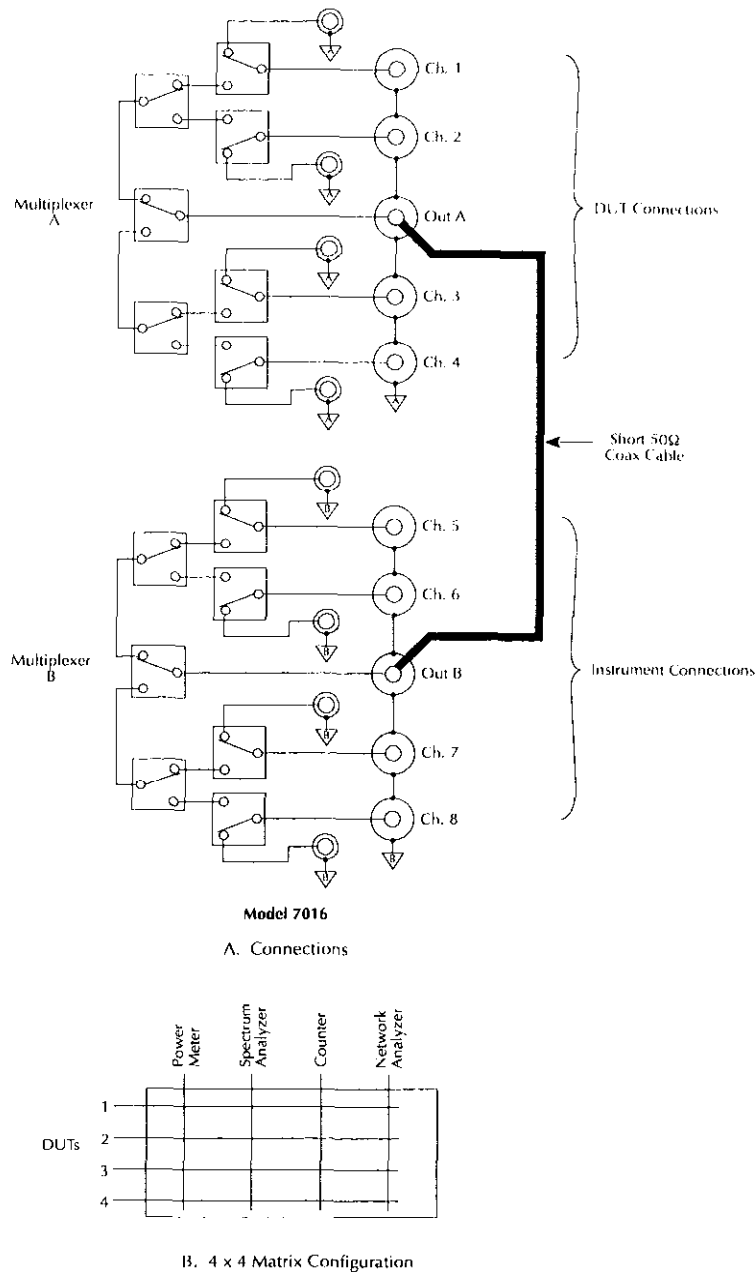 A
Ch. 1
Ch. 2
A
Multiplexer
A
Out A
DUT Connections
A
Ch. 3
Ch. 4
A
A
Short 50Ω
Coax Cable
B
Ch. 5
Ch. 6
B
Multiplexer
B
Out B
Instrument Connections
B
Ch. 7
Ch. 8
B
B
Model 7016
A. Connections
Power
Meter
Spectrum
Analyzer
Counter
Network
Analyzer
DUTs
1
2
3
4
B. 4 x 4 Matrix Configuration